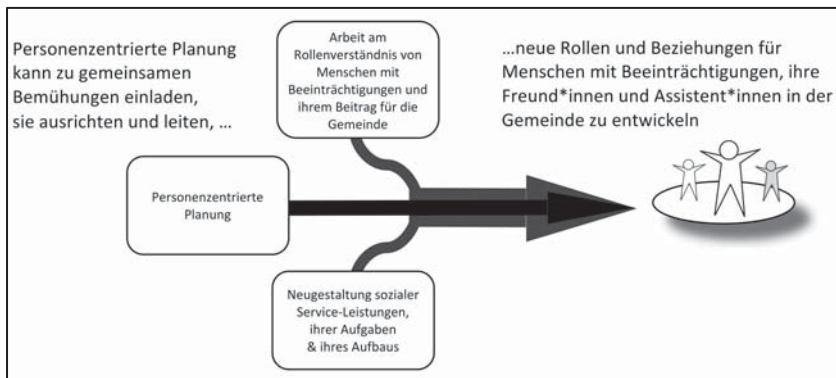 Personenzentrierte Planung
kann zu gemeinsamen
Bemühungen einladen,
sie ausrichten und leiten, …
Arbeit am
Rollenverständnis von
Menschen mit
Beeinträchtigungen und
ihrem Beitrag für die
Gemeinde
…neue Rollen und Beziehungen für
Menschen mit Beeinträchtigungen, ihre
Freund*innen und Assistent*innen in der
Gemeinde zu entwickeln
Personenzentrierte
Planung
Neugestaltung sozialer
Service-Leistungen,
ihrer Aufgaben
& ihres Aufbaus